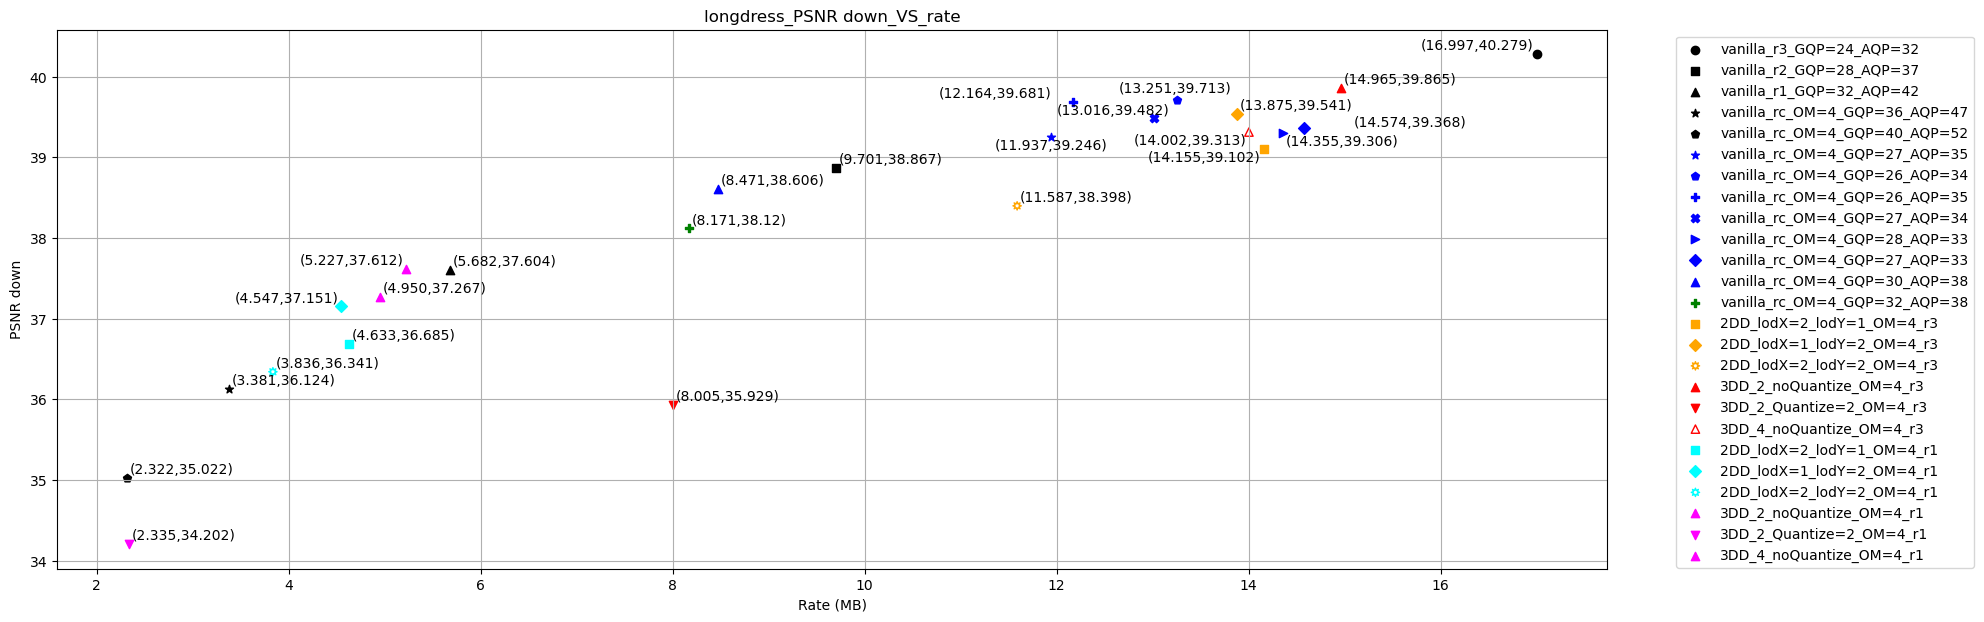 longdress_PSNR down_VS_rate
(16.997,40.279)
(14.965,39.865)
(13.251,39.713)
(12.164,39.681)
(13.016,39.482)
(13.875,39.541)
(14.574,39.368)
(11.937,39.246)
(14.002,39.313)
(14.355,39.306)
(14.155,39.102)
(9.701,38.867)
(8.471,38.606)
(11.587,38.398)
(8.171,38.12)
(5.227,37.612)
(5.682,37.604)
(4.950,37.267)
(4.547,37.151)
(4.633,36.685)
(3.836,36.341)
(3.381,36.124)
(8.005,35.929)
(2.322,35.022)
(2.335,34.202)
PSNR down
40
39
38
37
36
35
34
2
4
6
8
10
12
14
16
Rate (MB)
vanilla_r3_GQP=24_AQP=32
vanilla_r2_GQP=28_AQP=37
vanilla_r1_GQP=32_AQP=42
vanilla_rc_OM=4_GQP=36_AQP=47
vanilla_rc_OM=4_GQP=40_AQP=52
vanilla_rc_OM=4_GQP=27_AQP=35
vanilla_rc_OM=4_GQP=26_AQP=34
vanilla_rc_OM=4_GQP=26_AQP=35
vanilla_rc_OM=4_GQP=27_AQP=34
vanilla_rc_OM=4_GQP=28_AQP=33
vanilla_rc_OM=4_GQP=27_AQP=33
vanilla_rc_OM=4_GQP=30_AQP=38
vanilla_rc_OM=4_GQP=32_AQP=38
2DD_lodX=2_lodY=1_OM=4_r3
2DD_lodX=1_lodY=2_OM=4_r3
2DD_lodX=2_lodY=2_OM=4_r3
3DD_2_noQuantize_OM=4_r3
3DD_2_Quantize=2_OM=4_r3
3DD_4_noQuantize_OM=4_r3
2DD_lodX=2_lodY=1_OM=4_r1
2DD_lodX=1_lodY=2_OM=4_r1
2DD_lodX=2_lodY=2_OM=4_r1
3DD_2_noQuantize_OM=4_r1
3DD_2_Quantize=2_OM=4_r1
3DD_4_noQuantize_OM=4_r1